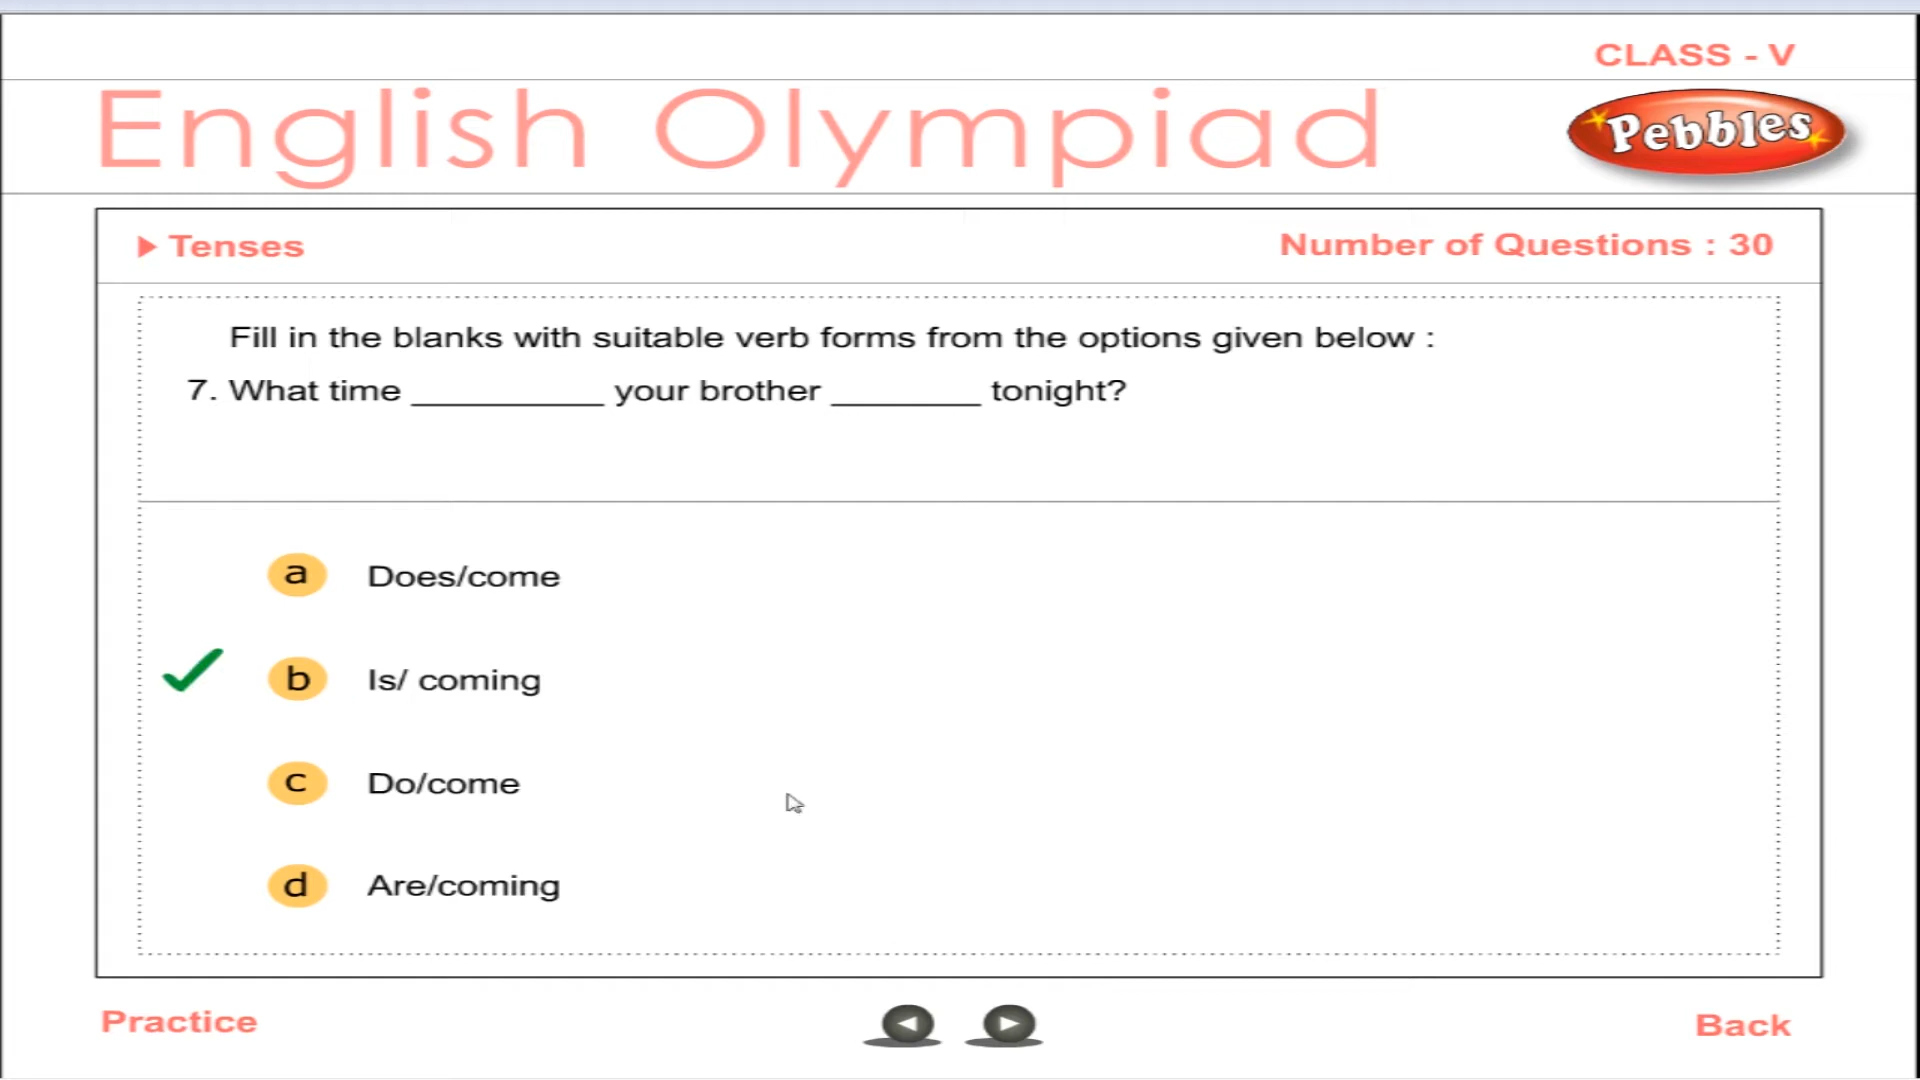 CLASS - V
English Olympiad
Pebbles
Tenses
Number of Questions : 30
Fill in the blanks with suitable verb forms from the options given below :
7. What time __________ your brother ________ tonight?
a Does/come
b Is/ coming
c Do/come
d Are/coming
Practice
Back